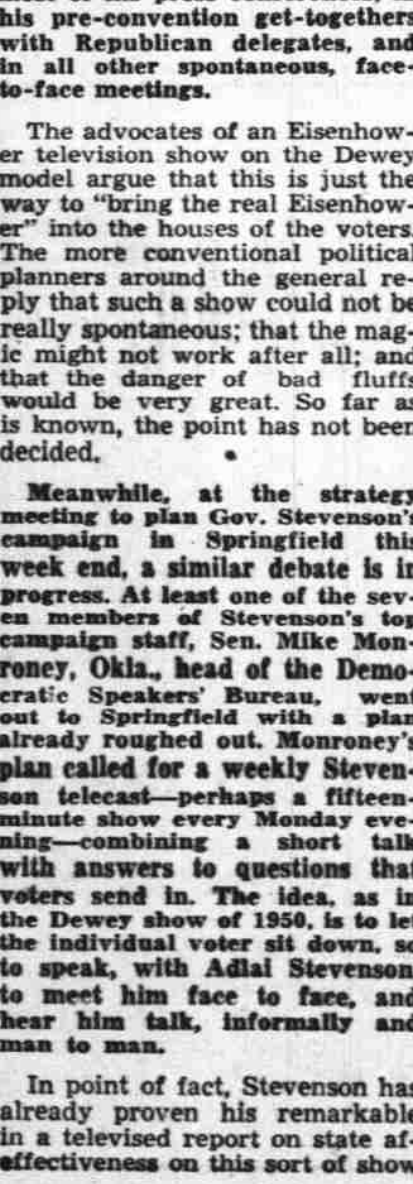 his pre-convention get-togethers
with Republican delegates, and
in all other spontaneous, face-
to-face meetings.
The advocates of an Eisenhow-
er television show on the Dewey
model argue that this is just the
way to "bring the real Eisenhow-
er" into the houses of the voters.
The more conventional political
planners around the general re-
ply that such a show could not be
really spontaneous; that the mag-
ic might not work after all; and
that the danger of bad fluffs
would be very great. So far as
is known, the point has not been
decided.
Meanwhile, at the strategy
meeting to plan Gov. Stevenson's
campaign in Springfield this
week end, a similar debate is in
progress. At least one of the sev-
en members of Stevenson's top
campaign staff, Sen. Mike Mon-
roney, Okla., head of the Demo-
cratic Speakers' Bureau, went
out to Springfield with a plan
already roughed out. Monroney's
plan called for a weekly Steven-
son telecast—perhaps a fifteen-
minute show every Monday eve-
ning—combining a short talk
with answers to questions that
voters send in. The idea, as in
the Dewey show of 1950, is to let
the individual voter sit down, so
to speak, with Adlai Stevenson,
to meet him face to face, and
hear him talk, informally and
man to man.
In point of fact, Stevenson has
already proven his remarkable
in a televised report on state af-
effectiveness on this sort of show